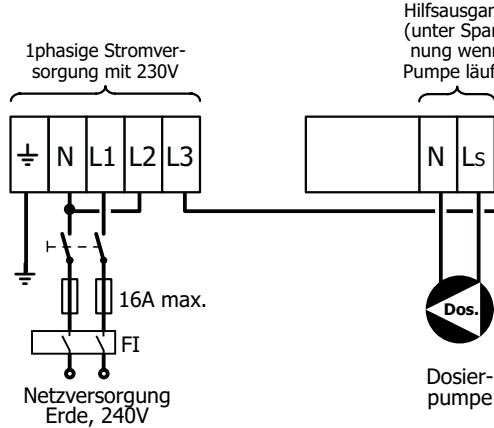 Hilfsausgan
(unter Span
nung wenn
Pumpe läuf
1phasige Stromver-
sorgung mit 230V
N L1 L2 L3
N Ls
16A max.
FI
Dos.
Netzversorgung
Erde, 240V
Dosier-
pumpe